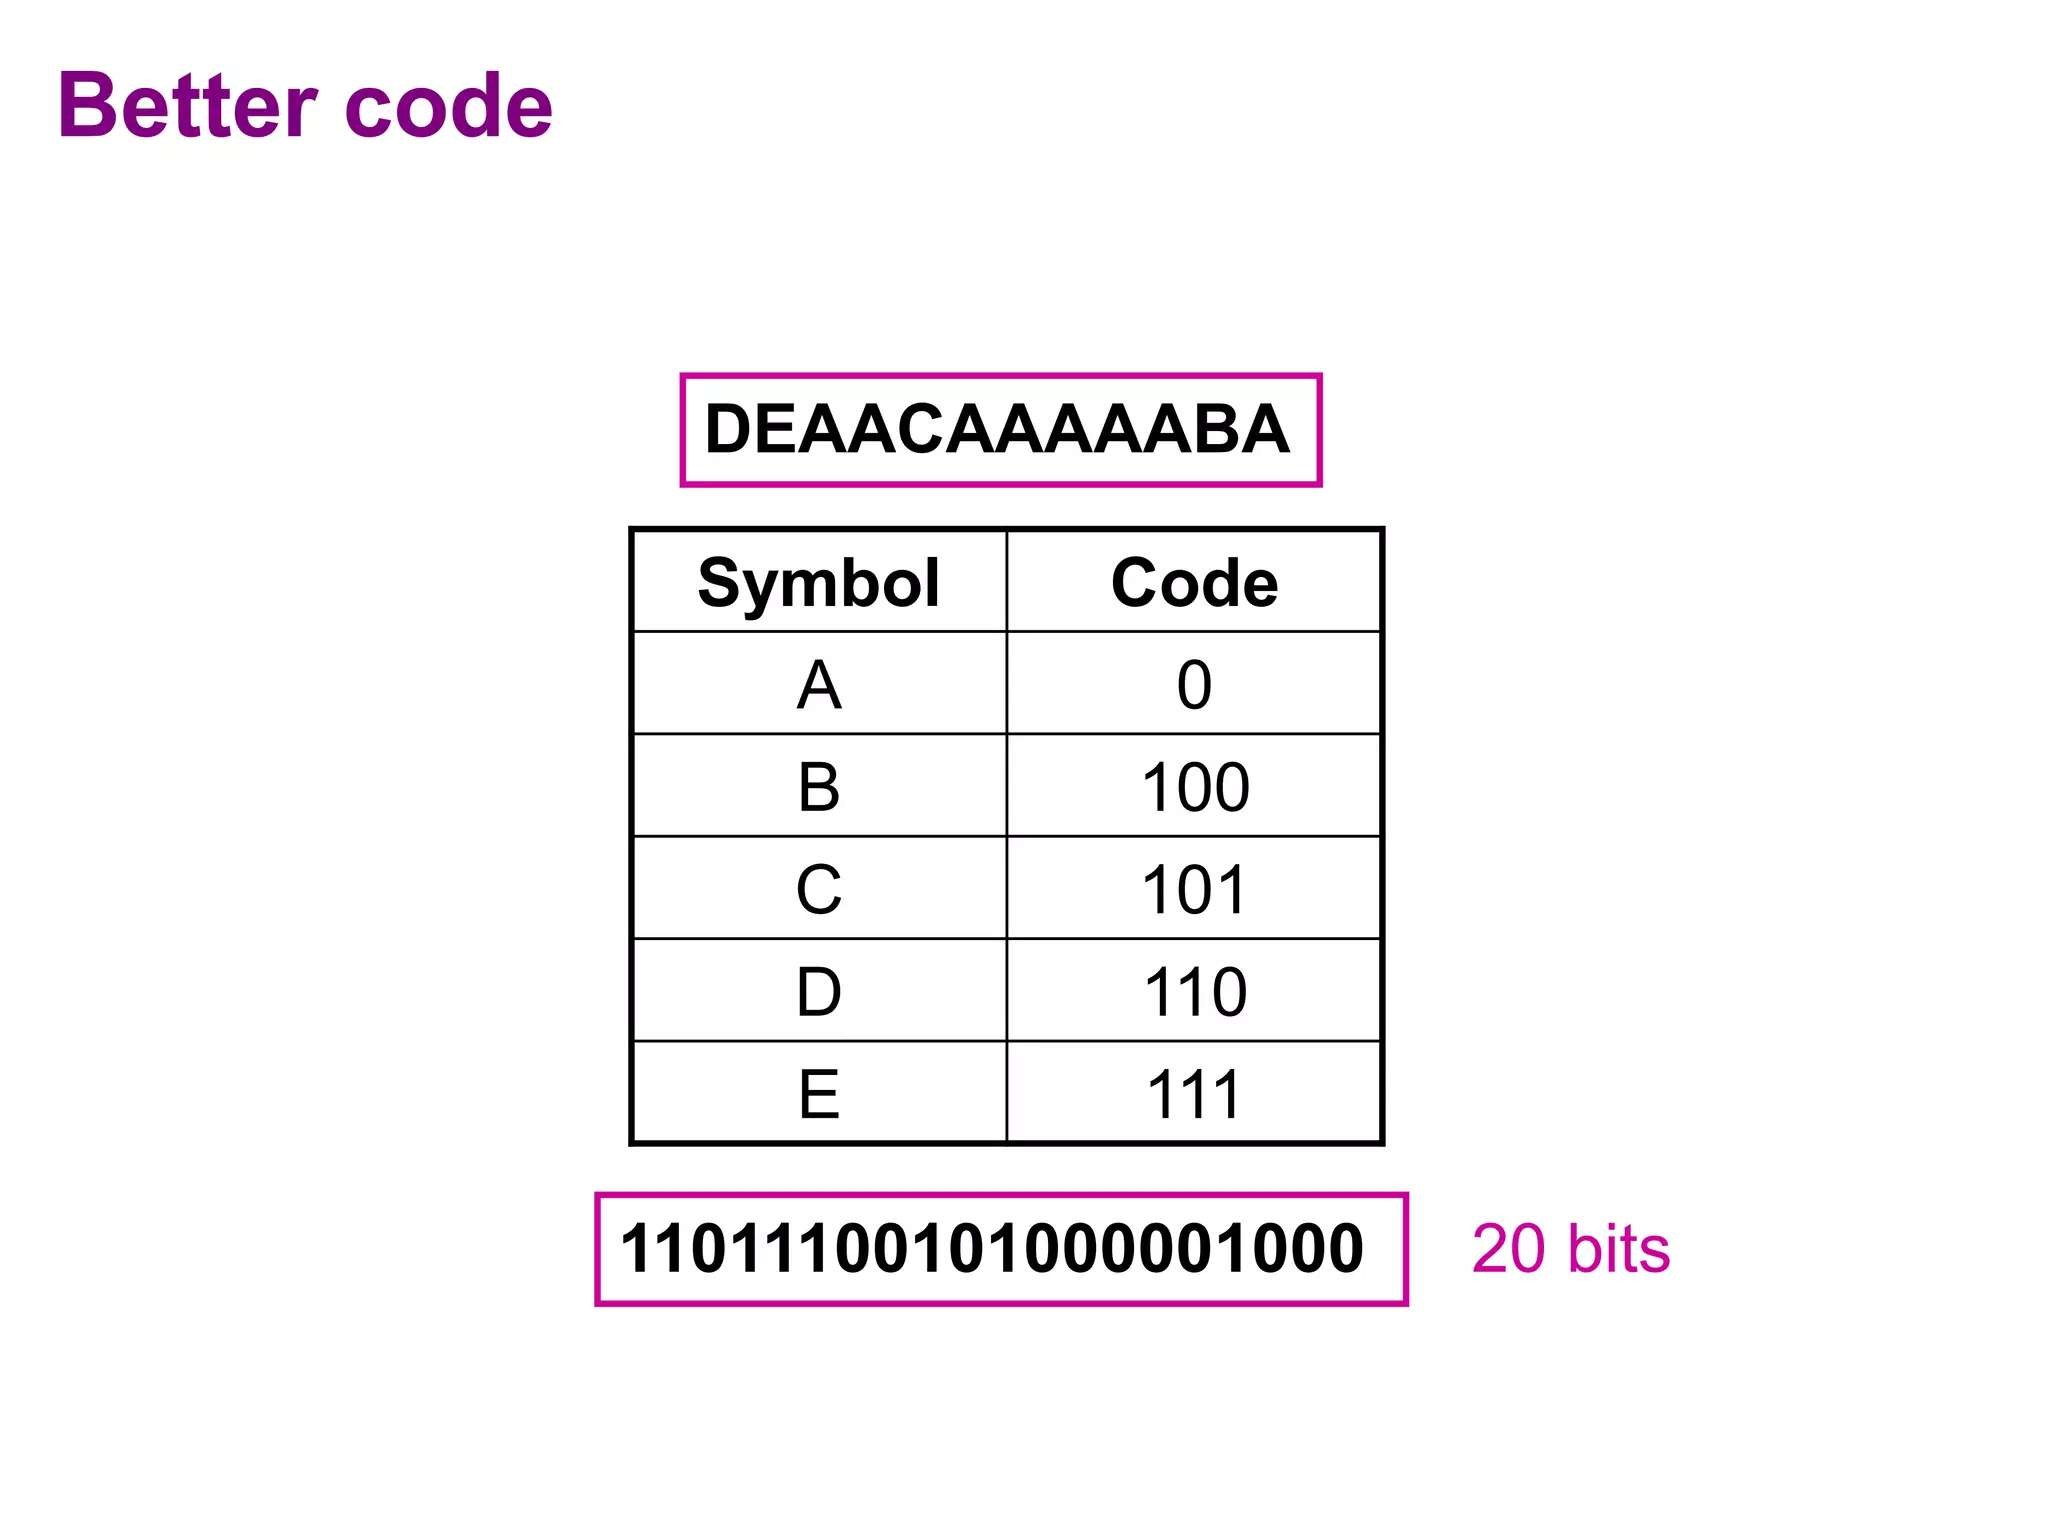 Better code
DEAACAAAAABA
Symbol Code
A 0
B 100
C 101
D 110
E 111
11011100101000001000 20 bits